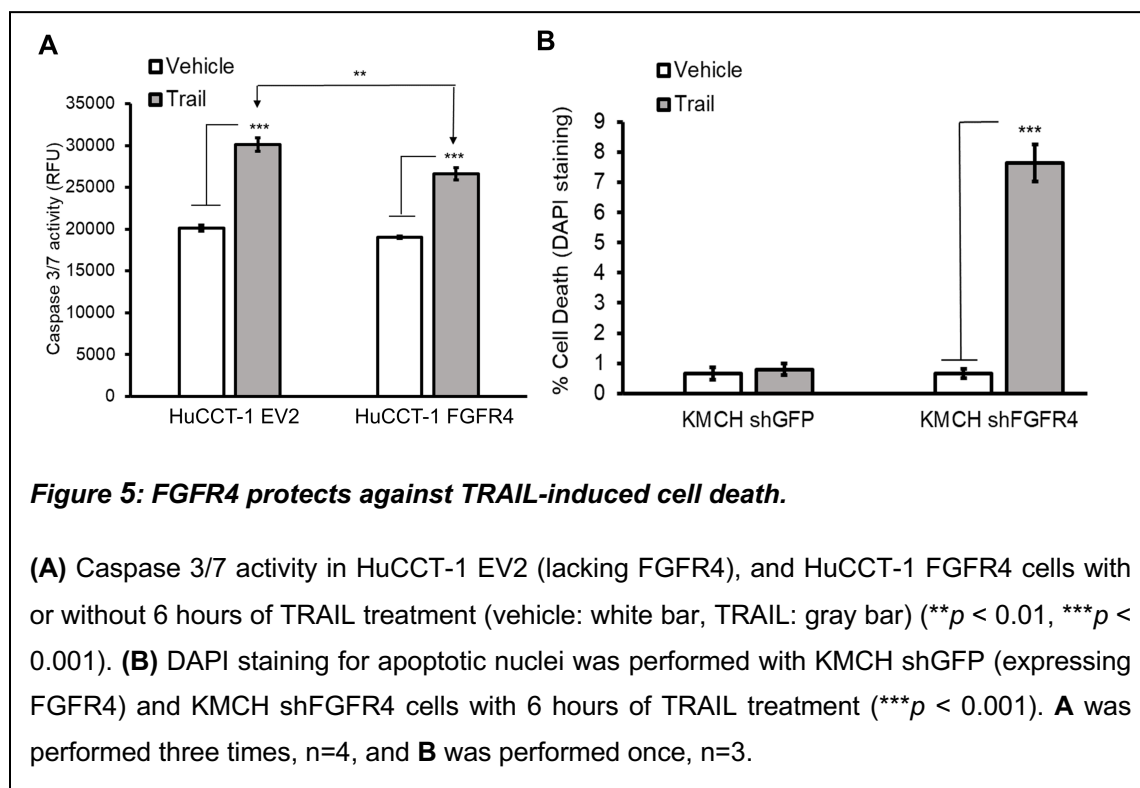 A
Vehicle
Trail
**
***
***
35000
30000
25000
20000
15000
10000
5000
0
Caspase 3/7 activity (RFU)
HuCCT-1 EV2
HuCCT-1 FGFR4
B
Vehicle
Trail
***
9
8
7
6
5
4
3
2
1
0
% Cell Death (DAPI staining)
KMCH shGFP
KMCH shFGFR4
Figure 5: FGFR4 protects against TRAIL-induced cell death.
(A) Caspase 3/7 activity in HuCCT-1 EV2 (lacking FGFR4), and HuCCT-1 FGFR4 cells with
or without 6 hours of TRAIL treatment (vehicle: white bar, TRAIL: gray bar) (**p < 0.01, ***p <
0.001). (B) DAPI staining for apoptotic nuclei was performed with KMCH shGFP (expressing
FGFR4) and KMCH shFGFR4 cells with 6 hours of TRAIL treatment (***p < 0.001). A was
performed three times, n=4, and B was performed once, n=3.